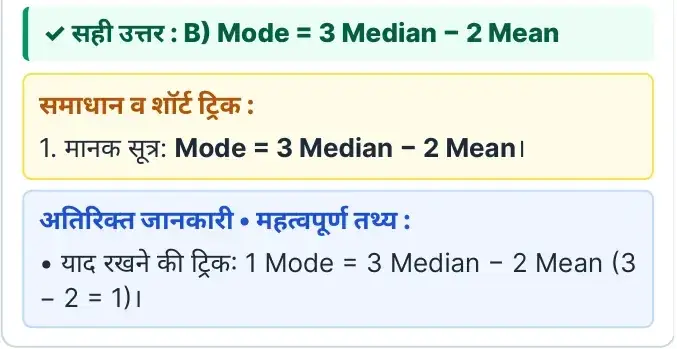 ✓ सही उत्तर : B) Mode = 3 Median − 2 Mean
समाधान व शॉर्ट ट्रिक :
1. मानक सूत्र: Mode = 3 Median − 2 Mean।
अतिरिक्त जानकारी • महत्वपूर्ण तथ्य :
• याद रखने की ट्रिक: 1 Mode = 3 Median − 2 Mean (3
− 2 = 1)।